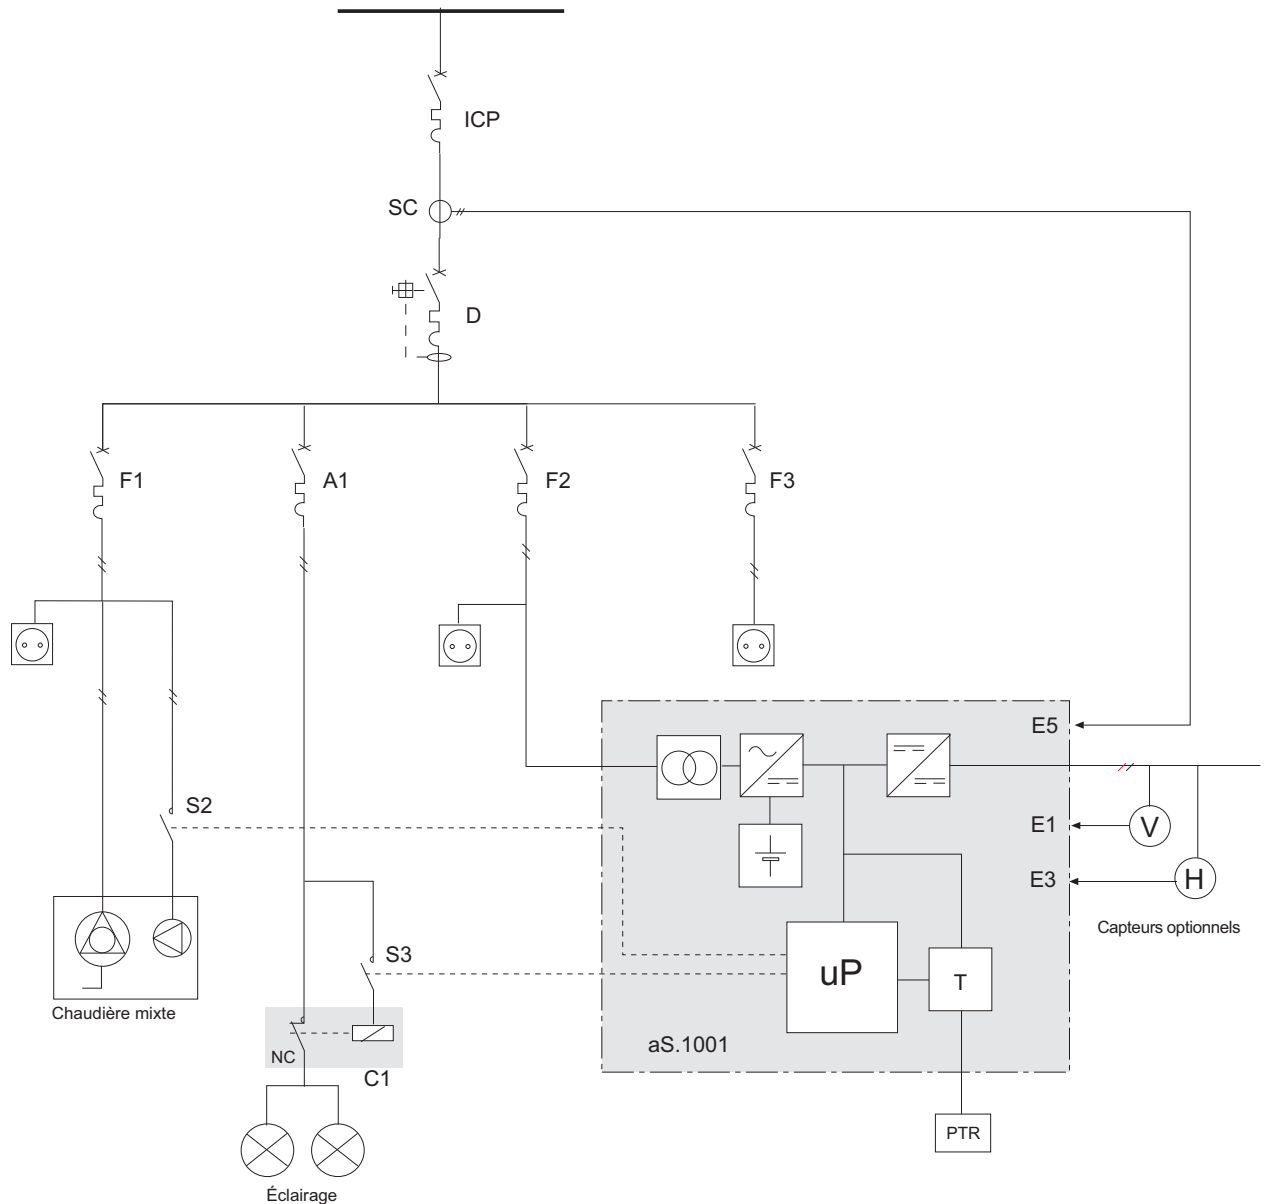 ICP
SC
D
F1
A1
F2
F3
E5
S2
E1
V
E3
H
Capteurs optionnels
S3
uP
T
Chaudière mixte
aS.1001
NC
C1
PTR
Éclairage